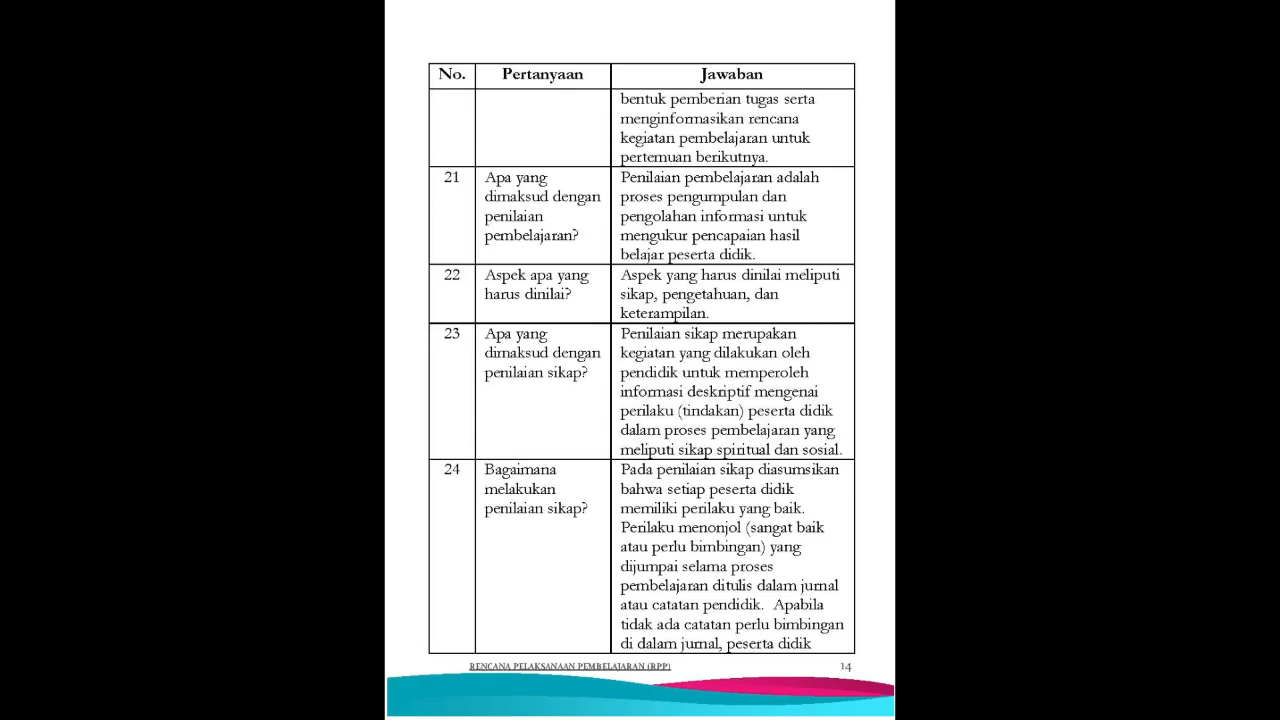 No. Pertanyaan Jawaban
bentuk pemberian tugas serta
menginformasikan rencana
kegiatan pembelajaran untuk
pertemuan berikutnya.
21 Apa yang Penilaian pembelajaran adalah
dimaksud dengan proses pengumpulan dan
penilaian pengolahan informasi untuk
pembelajaran? mengukur pencapaian hasil
belajar peserta didik.
22 Aspek apa yang Aspek yang harus dinilai meliputi
harus dinilai? sikap, pengetahuan, dan
keterampilan.
23 Apa yang Penilaian sikap merupakan
dimaksud dengan kegiatan yang dilakukan oleh
penilaian sikap? pendidik untuk memperoleh
informasi deskriptif mengenai
perilaku (tindakan) peserta didik
dalam proses pembelajaran yang
meliputi sikap spiritual dan sosial.
24 Bagaimana Pada penilaian sikap diasumsikan
melakukan bahwa setiap peserta didik
penilaian sikap? memiliki perilaku yang baik.
Perilaku menonjol (sangat baik
atau perlu bimbingan) yang
dijumpai selama proses
pembelajaran ditulis dalam jurnal
atau catatan pendidik. Apabila
tidak ada catatan perlu bimbingan
di dalam jurnal, peserta didik
RENCANA PELAKSANAAN PEMBELAJARAN (RPP) 14